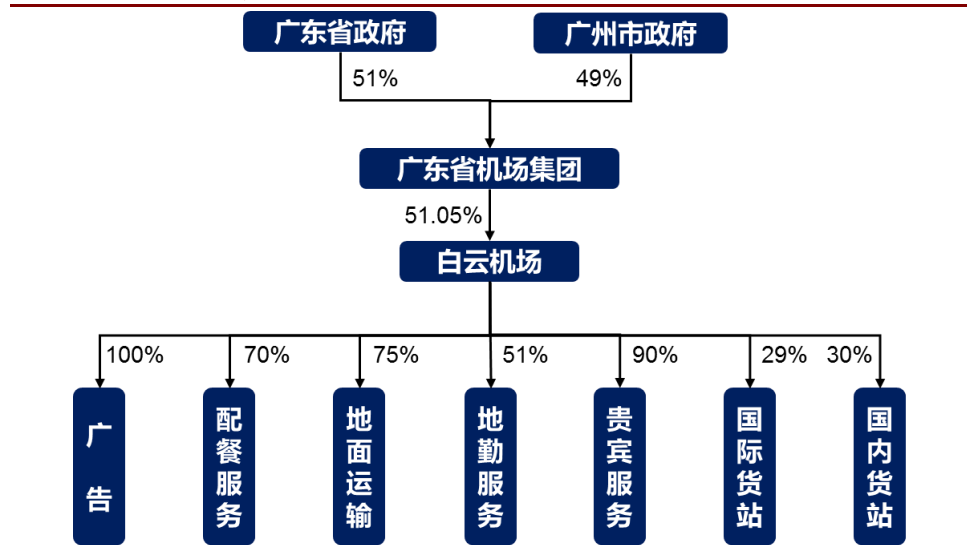 广东省政府
广州市政府
51%
49%
广东省机场集团
51.05%
白云机场
100%
70%
75%
51%
90%
29%
30%
广告
配餐服务
地面运输
地勤服务
贵宾服务
国际货站
国内货站